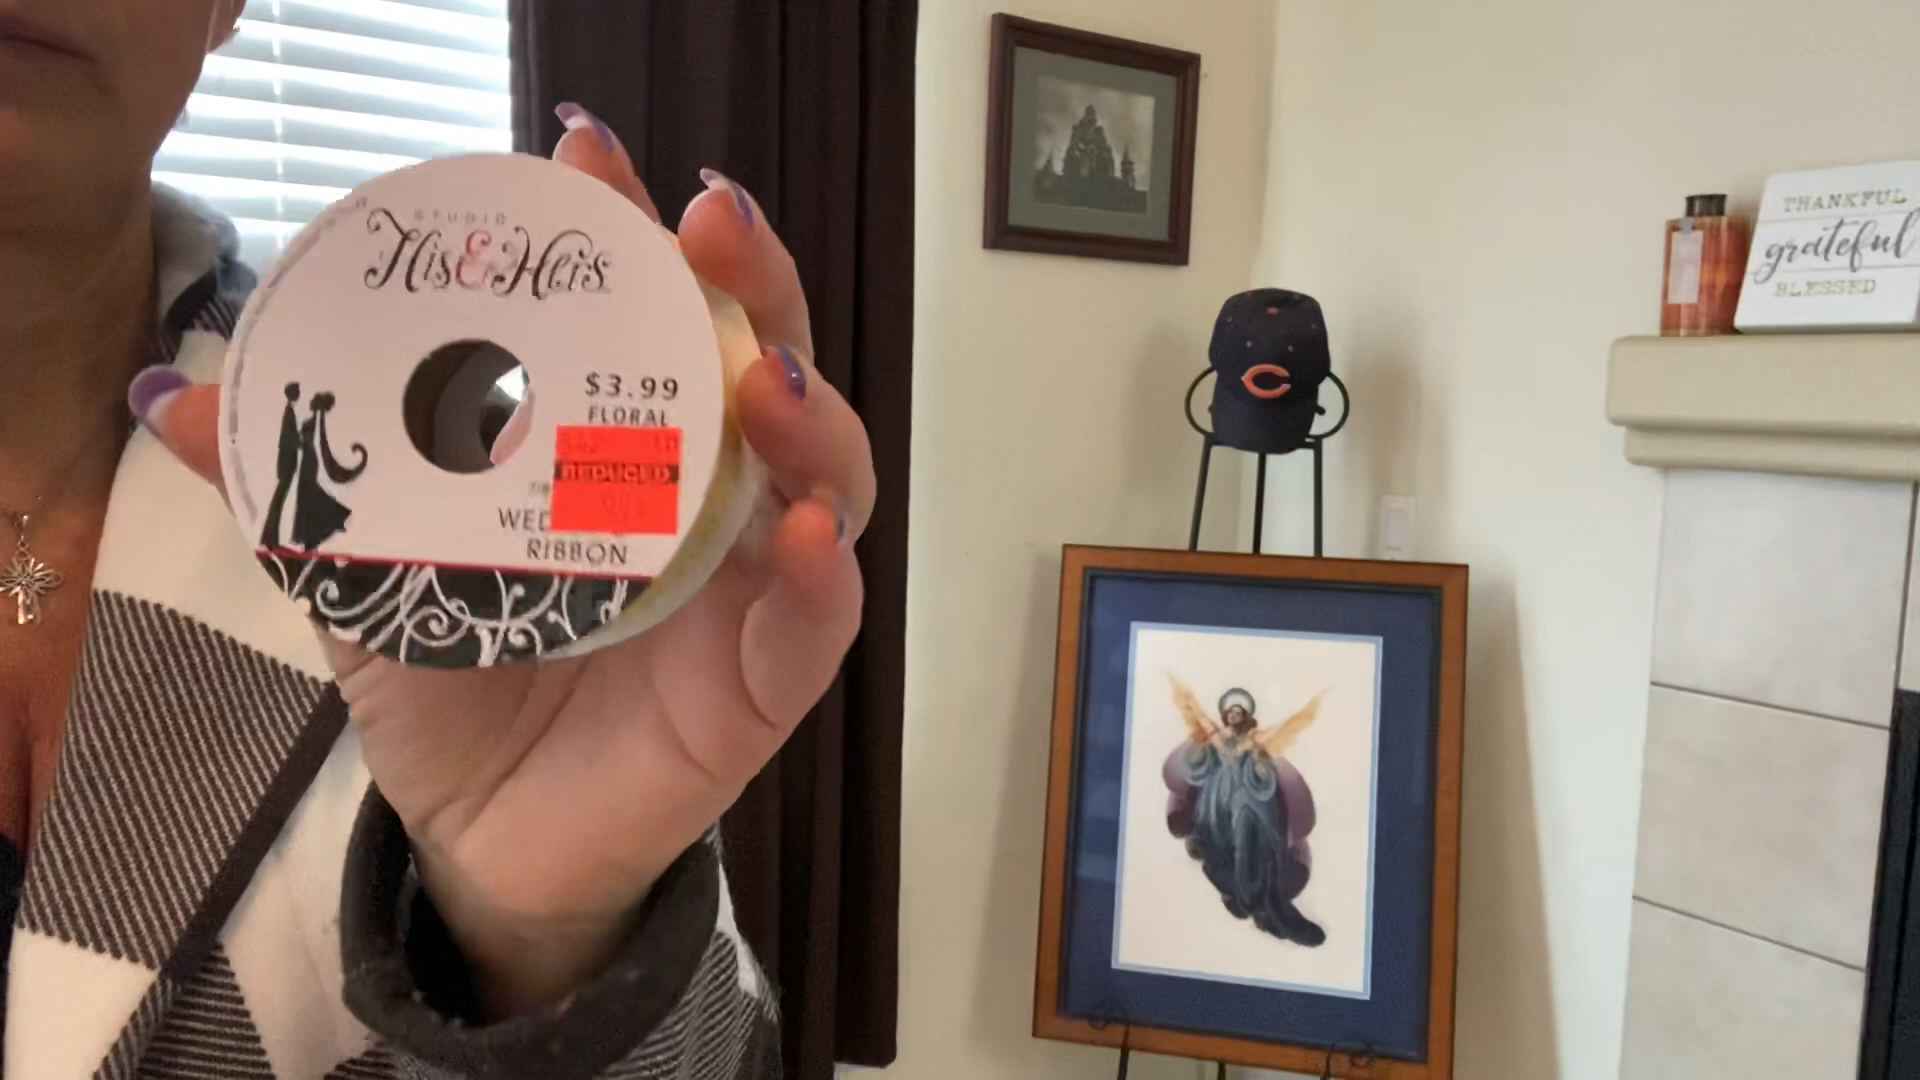 STUDIO
His & Hers
$3.99
FLORAL
REDUCED
RIBBON
C
THANKFUL
grateful
BLESSED